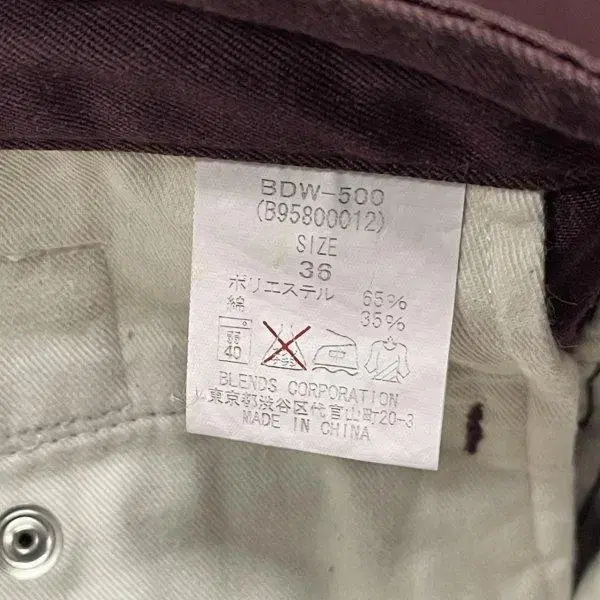 BDW-500
(B95800012)
SIZE
36
ポリエステル 65%
綿 35%
弱
40
BLENDS CORPORATION
東京都渋谷区代官山町20-3
MADE IN CHINA